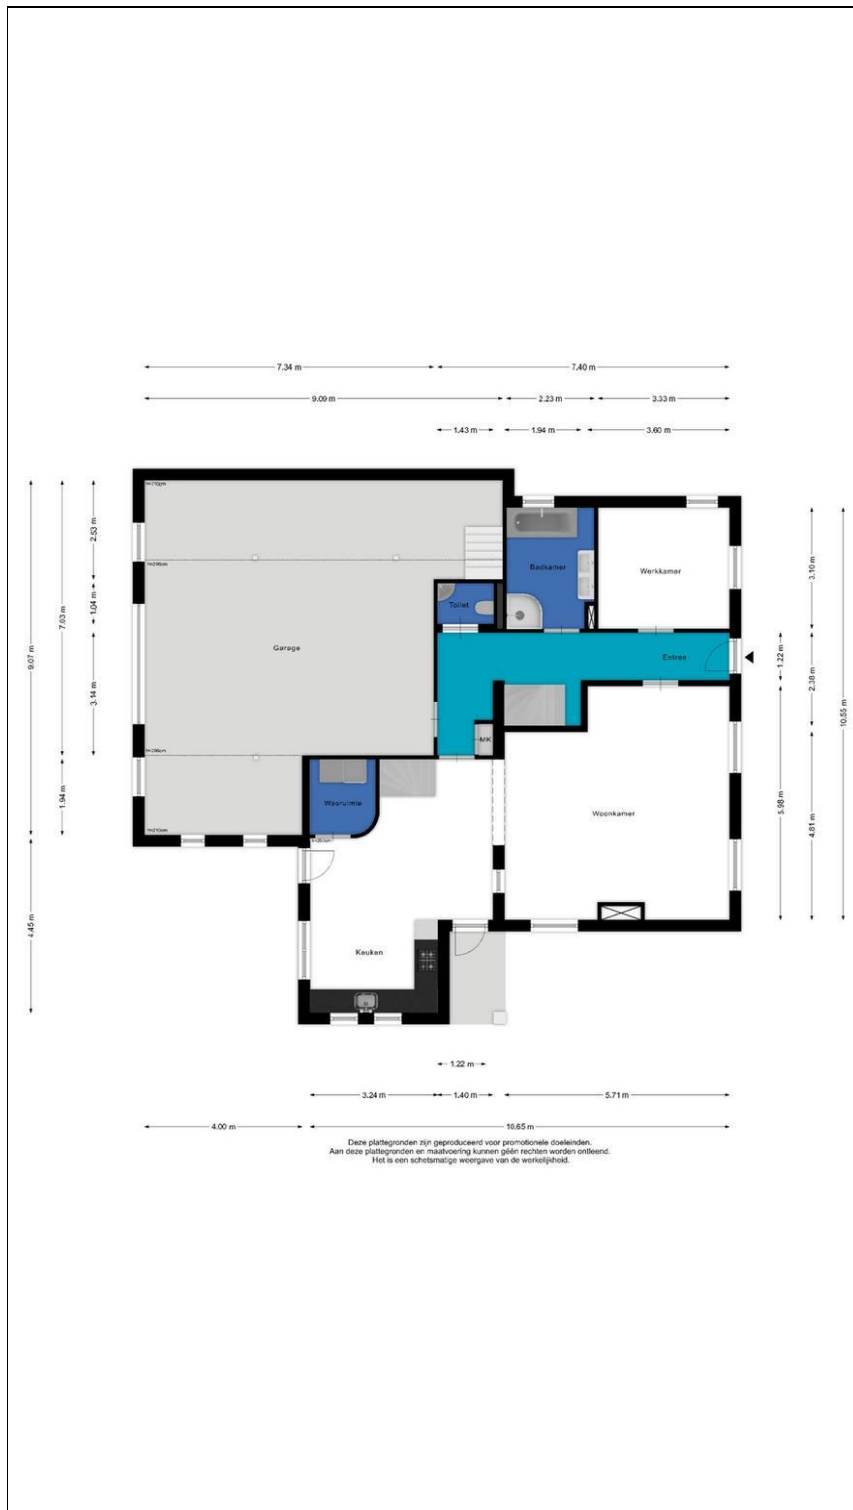 7.34 m
7.40 m
9.09 m
2.23 m
3.33 m
1.43 m
1.94 m
3.60 m
9.07 m
7.03 m
2.53 m
1.04 m
3.14 m
1.94 m
4.45 m
Badkamer
Werkkamer
Toilet
Garage
Entree
MK
Wasruimte
Woonkamer
Keuken
3.10 m
1.22 m
2.38 m
5.98 m
4.81 m
10.55 m
1.22 m
3.24 m
1.40 m
5.71 m
4.00 m
10.65 m
Deze plattegronden zijn geproduceerd voor promotionele doeleinden.
Aan deze plattegronden en maatvoering kunnen géén rechten worden ontleend.
Het is een schetsmatige weergave van de werkelijkheid.